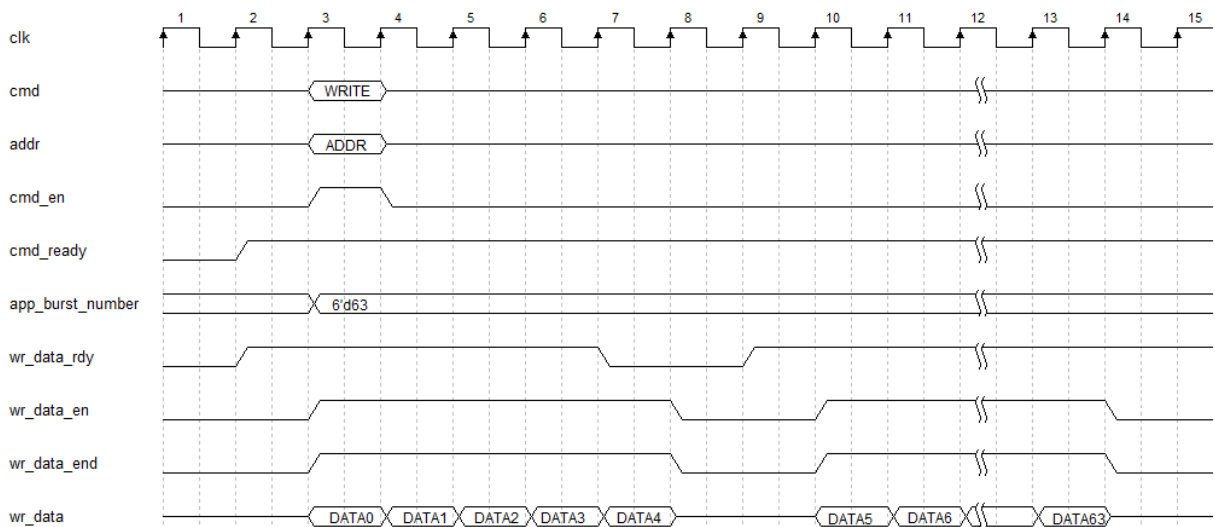 1 2 3 4 5 6 7 8 9 10 11 12 13 14 15
clk
cmd WRITE
addr ADDR
cmd_en
cmd_ready
app_burst_number 6'd63
wr_data_rdy
wr_data_en
wr_data_end
wr_data DATA0 DATA1 DATA2 DATA3 DATA4 DATA5 DATA6 DATA63